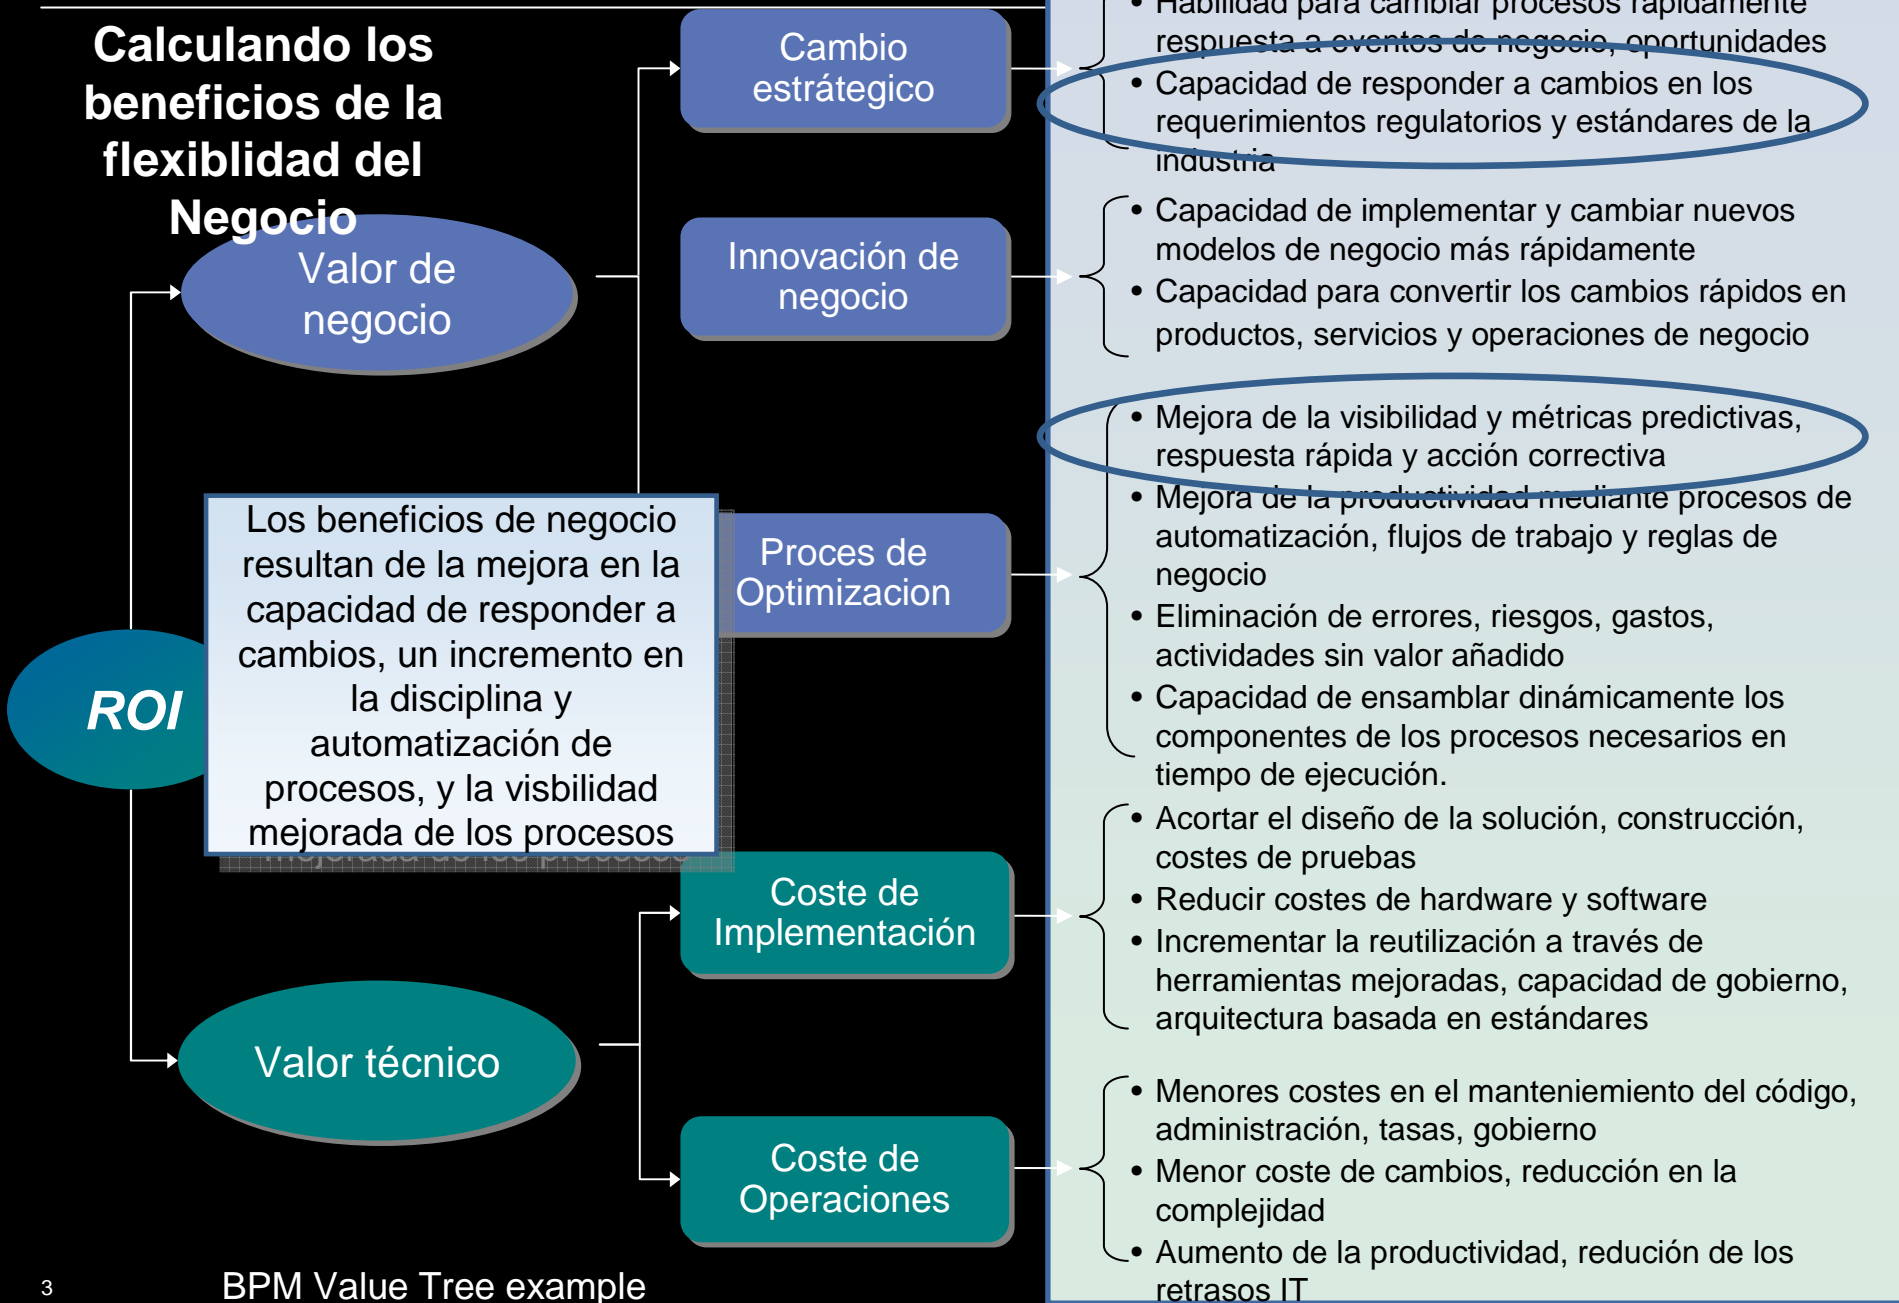 Calculando los
beneficios de la
flexiblidad del
Negocio
Valor de
negocio
ROI
Los beneficios de negocio
resultan de la mejora en la
capacidad de responder a
cambios, un incremento en
la disciplina y
automatización de
procesos, y la visbilidad
mejorada de los procesos
Valor técnico
Cambio
estrátegico
Innovación de
negocio
Proces de
Optimizacion
Coste de
Implementación
Coste de
Operaciones
• Habilidad para cambiar procesos rápidamente
respuesta a eventos de negocio, oportunidades
• Capacidad de responder a cambios en los
requerimientos regulatorios y estándares de la
industria
• Capacidad de implementar y cambiar nuevos
modelos de negocio más rápidamente
• Capacidad para convertir los cambios rápidos en
productos, servicios y operaciones de negocio
• Mejora de la visibilidad y métricas predictivas,
respuesta rápida y acción correctiva
• Mejora de la productividad mediante procesos de
automatización, flujos de trabajo y reglas de
negocio
• Eliminación de errores, riesgos, gastos,
actividades sin valor añadido
• Capacidad de ensamblar dinámicamente los
componentes de los procesos necesarios en
tiempo de ejecución.
• Acortar el diseño de la solución, construcción,
costes de pruebas
• Reducir costes de hardware y software
• Incrementar la reutilización a través de
herramientas mejoradas, capacidad de gobierno,
arquitectura basada en estándares
• Menores costes en el manteniemiento del código,
administración, tasas, gobierno
• Menor coste de cambios, reducción en la
complejidad
• Aumento de la productividad, redución de los
retrasos IT
3
BPM Value Tree example